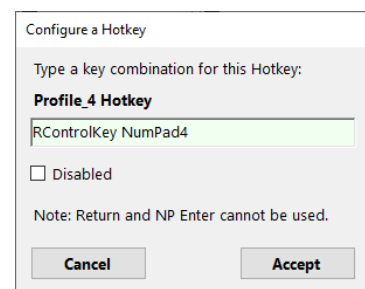 Configure a Hotkey
Type a key combination for this Hotkey:
Profile_4 Hotkey
RControlKey NumPad4
Disabled
Note: Return and NP Enter cannot be used.
Cancel Accept